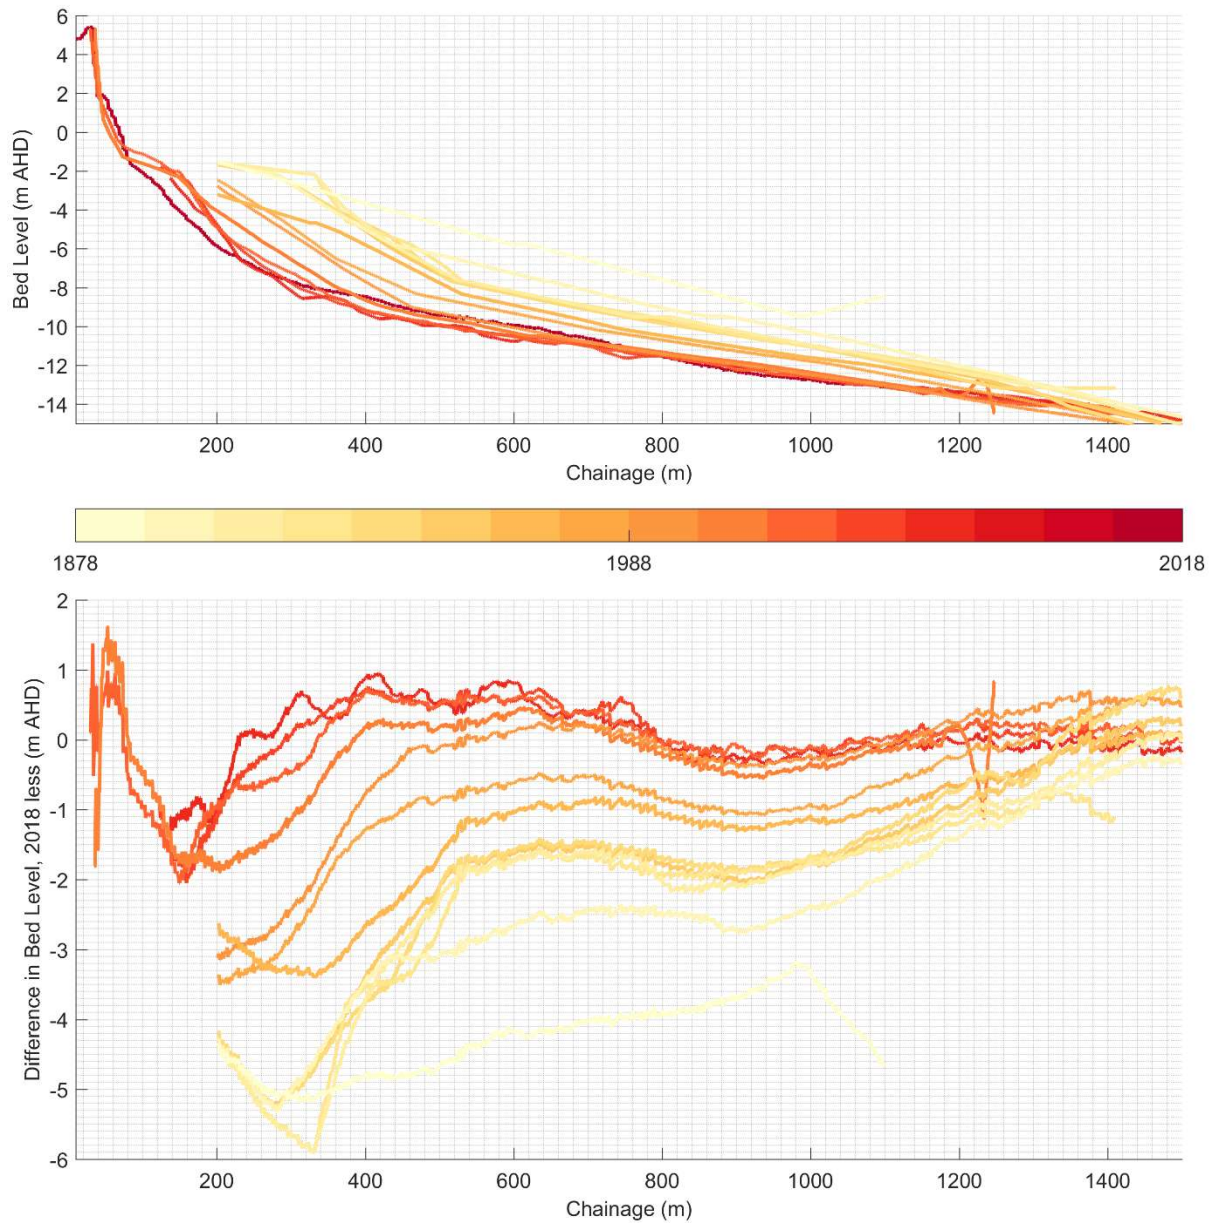 6
4
2
0
-2
-4
-6
-8
-10
-12
-14
Bed Level (m AHD)
200 400 600 800 1000 1200 1400
Chainage (m)
1878 1988 2018
2
1
0
-1
-2
-3
-4
-5
-6
Difference in Bed Level, 2018 less (m AHD)
200 400 600 800 1000 1200 1400
Chainage (m)